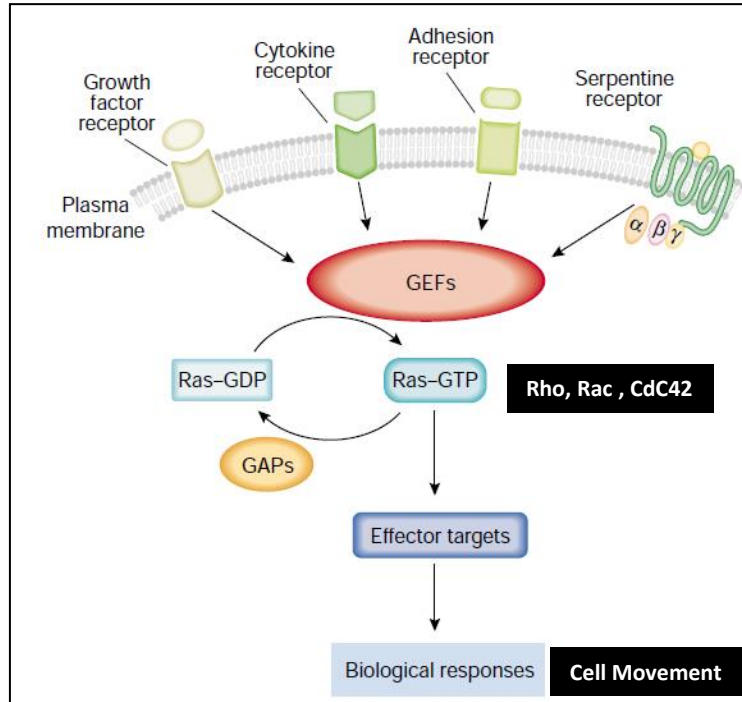 Growth
factor
receptor
Cytokine
receptor
Adhesion
receptor
Serpentine
receptor
Plasma
membrane
α β γ
GEFs
Ras–GDP
Ras–GTP
Rho, Rac , CdC42
GAPs
Effector targets
Biological responses
Cell Movement